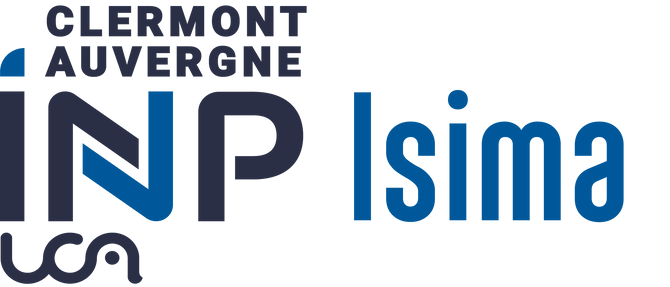 CLERMONT
AUVERGNE
iNP
uca
Isima